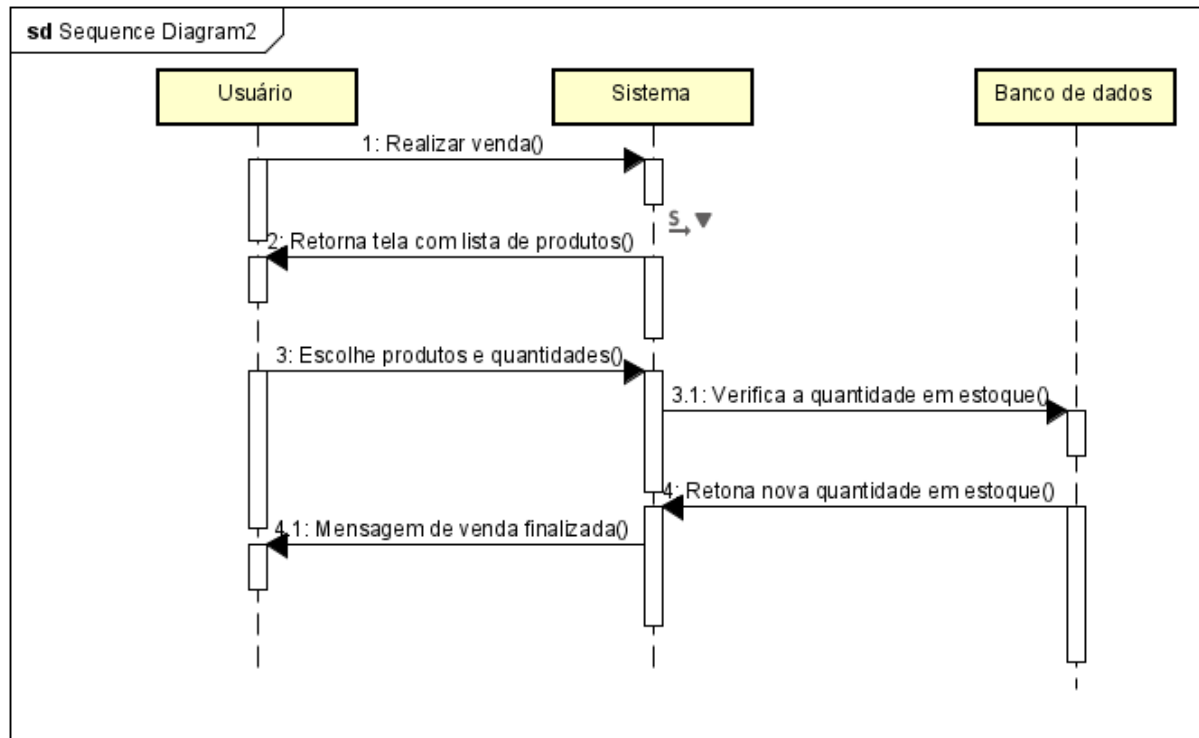 sd Sequence Diagram2
Usuário
Sistema
Banco de dados
1: Realizar venda()
S
2: Retorna tela com lista de produtos()
3: Escolhe produtos e quantidades()
3.1: Verifica a quantidade em estoque()
4: Retona nova quantidade em estoque()
4.1: Mensagem de venda finalizada()